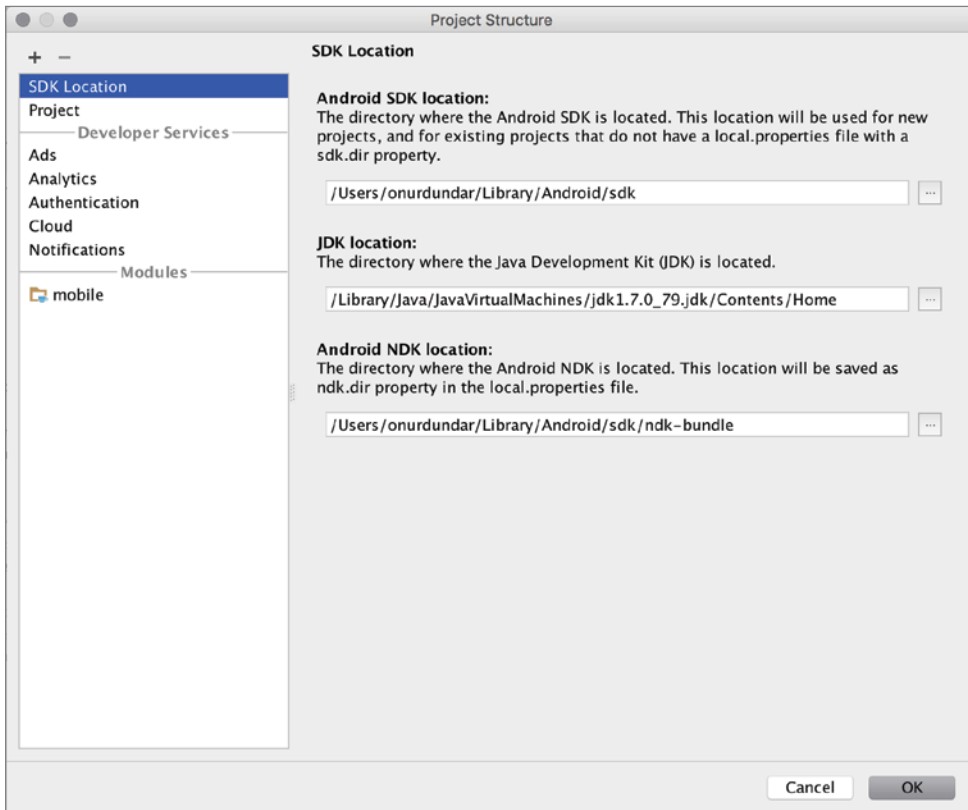 Project Structure
+ −
SDK Location
Project
Developer Services
Ads
Analytics
Authentication
Cloud
Notifications
Modules
mobile
SDK Location
Android SDK location:
The directory where the Android SDK is located. This location will be used for new
projects, and for existing projects that do not have a local.properties file with a
sdk.dir property.
/Users/onurdundar/Library/Android/sdk
...
JDK location:
The directory where the Java Development Kit (JDK) is located.
/Library/Java/JavaVirtualMachines/jdk1.7.0_79.jdk/Contents/Home
...
Android NDK location:
The directory where the Android NDK is located. This location will be saved as
ndk.dir property in the local.properties file.
/Users/onurdundar/Library/Android/sdk/ndk-bundle
...
Cancel
OK